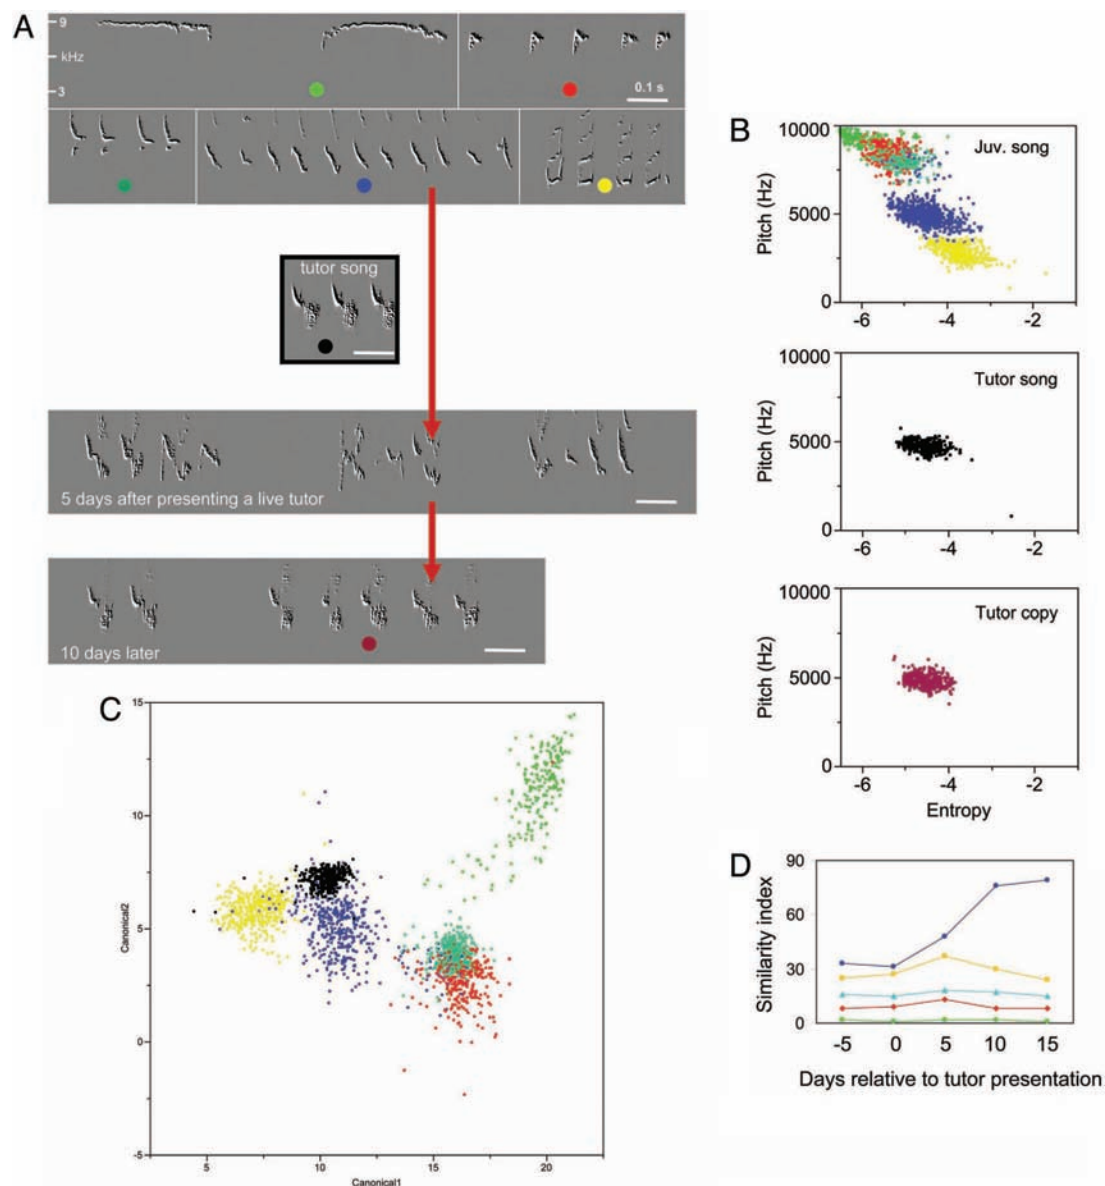 A
9
kHz
3
0.1 s
tutor song
5 days after presenting a live tutor
10 days later
B
10000
5000
0
Pitch (Hz)
Juv. song
-6
-4
-2
10000
5000
0
Pitch (Hz)
Tutor song
-6
-4
-2
10000
5000
0
Pitch (Hz)
Tutor copy
-6
-4
-2
Entropy
C
15
10
5
0
-5
Canonical2
5
10
15
20
Canonical1
D
90
60
30
0
Similarity index
-5
0
5
10
15
Days relative to tutor presentation